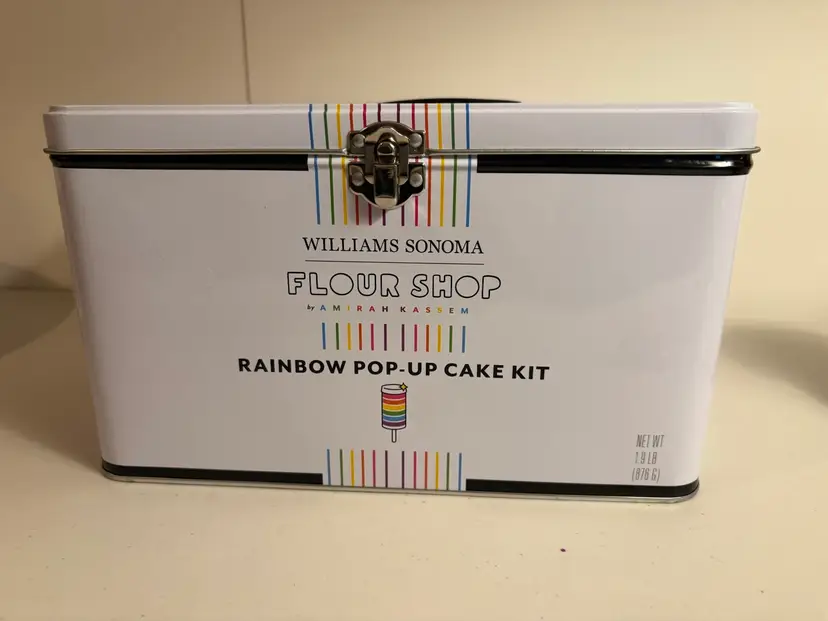 WILLIAMS SONOMA
FLOUR SHOP
by AMIRAH KASSEM
RAINBOW POP-UP CAKE KIT
NET WT
1.9 LB
(876 G)